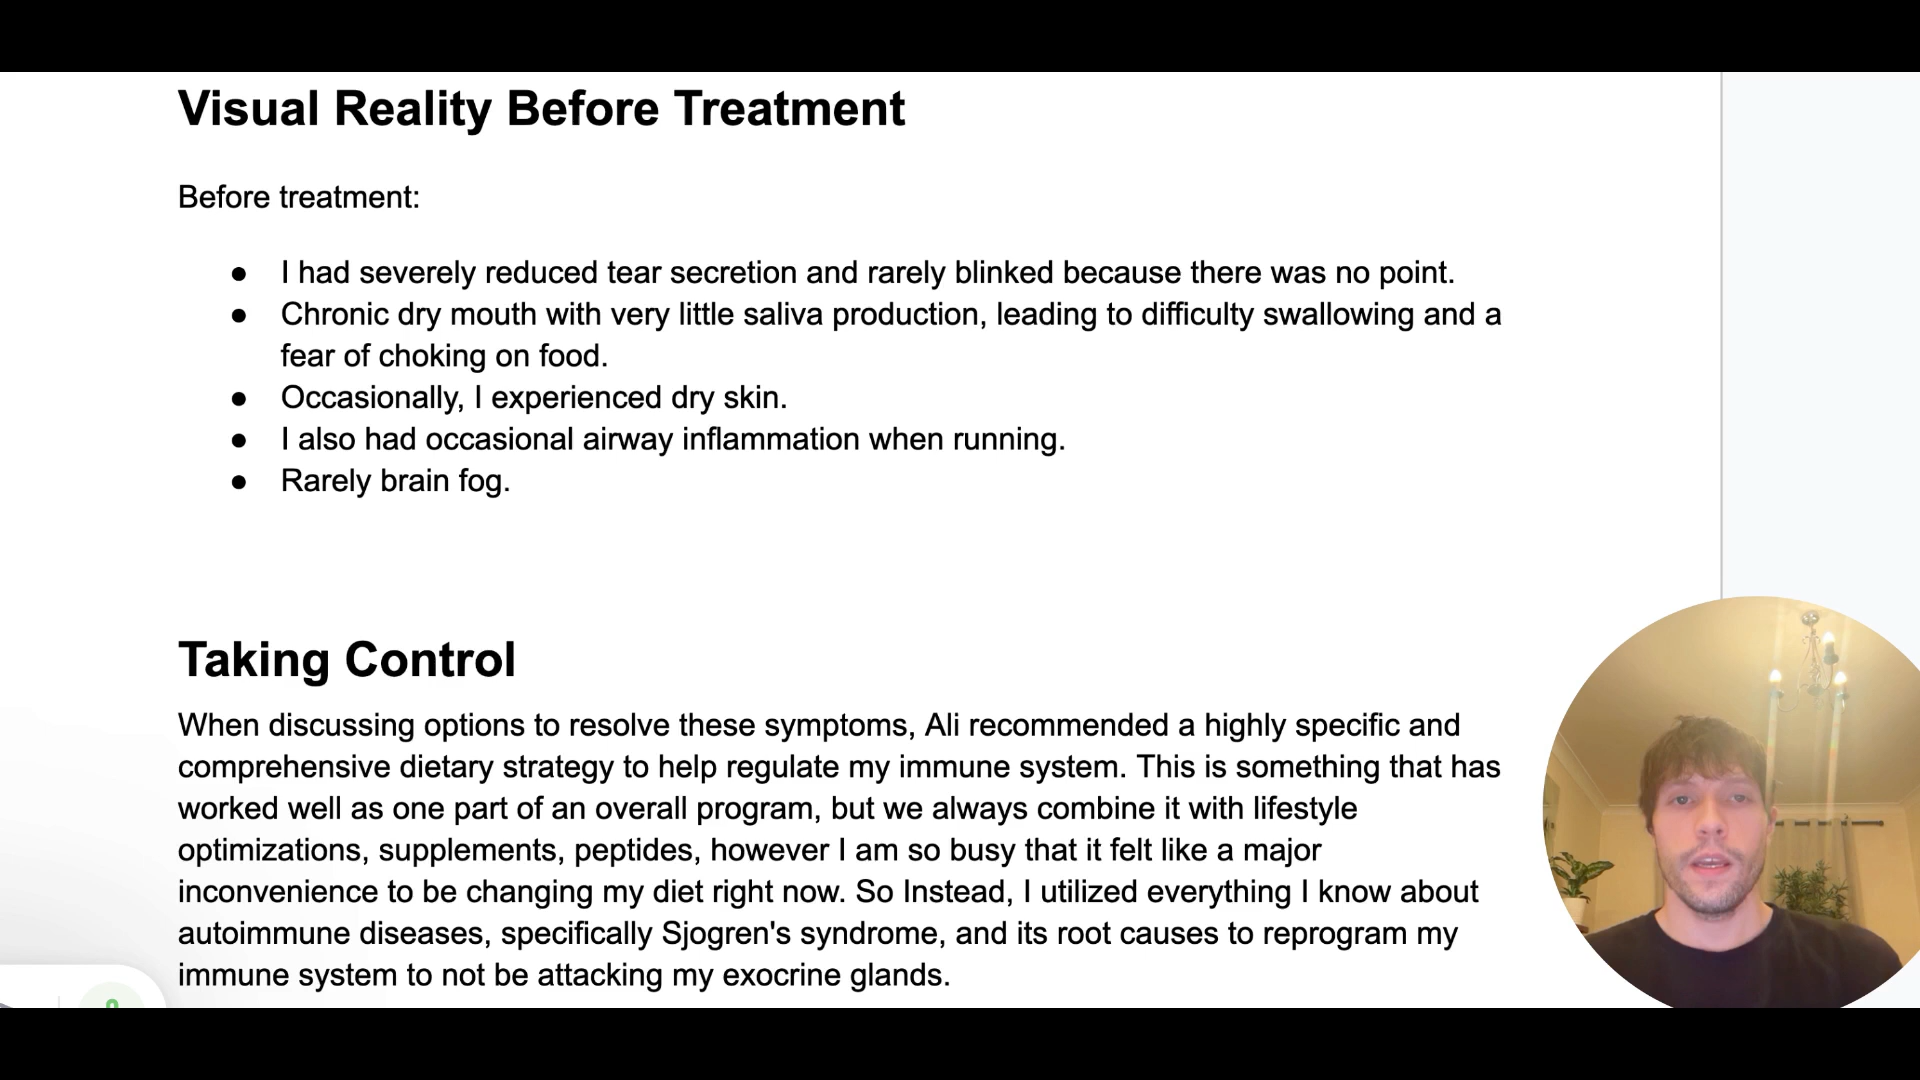 Visual Reality Before Treatment
Before treatment:
● I had severely reduced tear secretion and rarely blinked because there was no point.
● Chronic dry mouth with very little saliva production, leading to difficulty swallowing and a
fear of choking on food.
● Occasionally, I experienced dry skin.
● I also had occasional airway inflammation when running.
● Rarely brain fog.
Taking Control
When discussing options to resolve these symptoms, Ali recommended a highly specific and
comprehensive dietary strategy to help regulate my immune system. This is something that has
worked well as one part of an overall program, but we always combine it with lifestyle
optimizations, supplements, peptides, however I am so busy that it felt like a major
inconvenience to be changing my diet right now. So Instead, I utilized everything I know about
autoimmune diseases, specifically Sjogren's syndrome, and its root causes to reprogram my
immune system to not be attacking my exocrine glands.